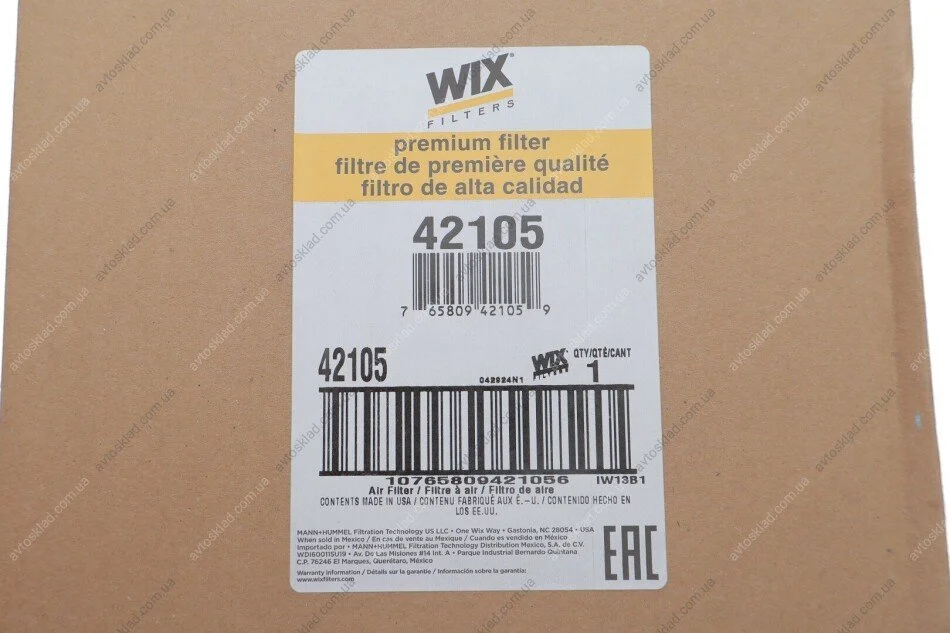 WIX
FILTERS
premium filter
filtre de première qualité
filtro de alta calidad
42105
7 65809 42105 9
42105
042924N1
WIX
FILTERS
QTY/QTÉ/CANT
1
10765809421056
IW13B1
Air Filter / Filtre à air / Filtro de aire
CONTENTS MADE IN USA / CONTENU FABRIQUÉ AUX É.-U. / CONTENIDO HECHO EN
LOS EE.UU.
MANN+HUMMEL Filtration Technology US LLC • One Wix Way • Gastonia, NC 28054 • USA
When sold in Mexico / En cas de vente au Mexique / Cuando es vendido en México
Importado por • MANN+HUMMEL Filtration Technology Distribution Mexico, S.A. de C.V.
WDI600115U19 • Av. De Las Misiones #14 Int. A • Parque Industrial Bernardo Quintana
C.P. 76246 El Marques, Querétaro, México
Warranty information / Détails sur la garantie / Información sobre la garantía
www.wixfilters.com
EAC
avtosklad.com.ua